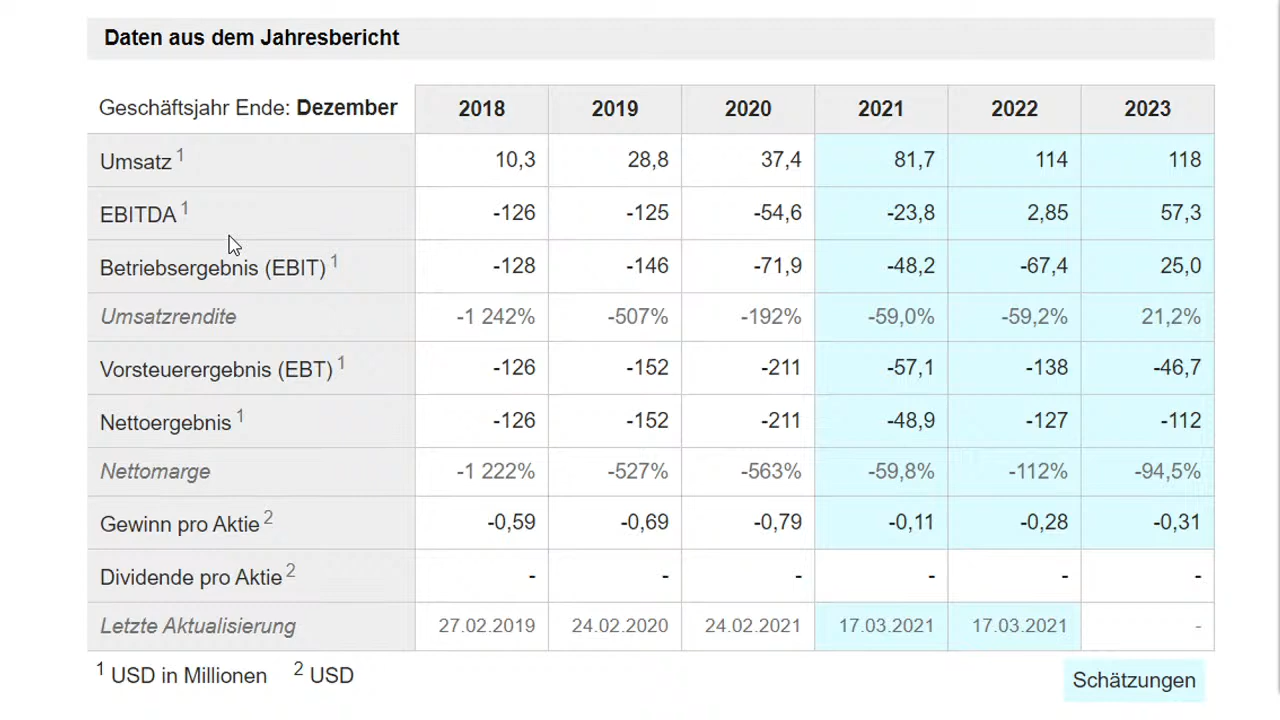 Daten aus dem Jahresbericht
Geschäftsjahr Ende: Dezember 2018 2019 2020 2021 2022 2023
Umsatz 1 10,3 28,8 37,4 81,7 114 118
EBITDA 1 -126 -125 -54,6 -23,8 2,85 57,3
Betriebsergebnis (EBIT) 1 -128 -146 -71,9 -48,2 -67,4 25,0
Umsatzrendite -1 242% -507% -192% -59,0% -59,2% 21,2%
Vorsteuerergebnis (EBT) 1 -126 -152 -211 -57,1 -138 -46,7
Nettoergebnis 1 -126 -152 -211 -48,9 -127 -112
Nettomarge -1 222% -527% -563% -59,8% -112% -94,5%
Gewinn pro Aktie 2 -0,59 -0,69 -0,79 -0,11 -0,28 -0,31
Dividende pro Aktie 2 - - - - - -
Letzte Aktualisierung 27.02.2019 24.02.2020 24.02.2021 17.03.2021 17.03.2021 -
1 USD in Millionen 2 USD Schätzungen